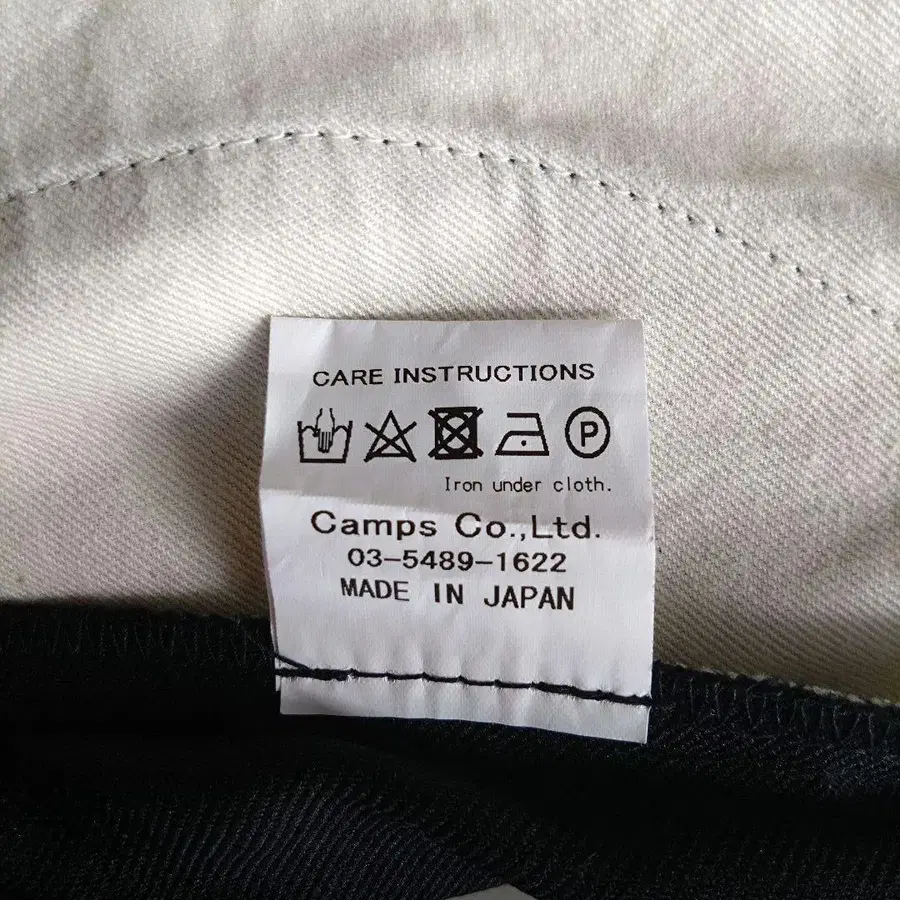 CARE INSTRUCTIONS
P
Iron under cloth.
Camps Co.,Ltd.
03-5489-1622
MADE IN JAPAN